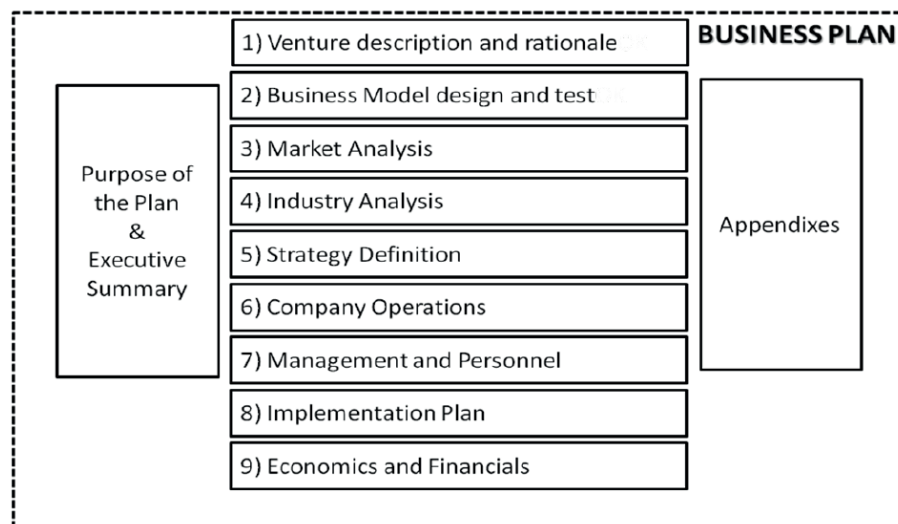 BUSINESS PLAN
Purpose of
the Plan
&
Executive
Summary
1) Venture description and rationale
2) Business Model design and test
3) Market Analysis
4) Industry Analysis
5) Strategy Definition
6) Company Operations
7) Management and Personnel
8) Implementation Plan
9) Economics and Financials
Appendixes